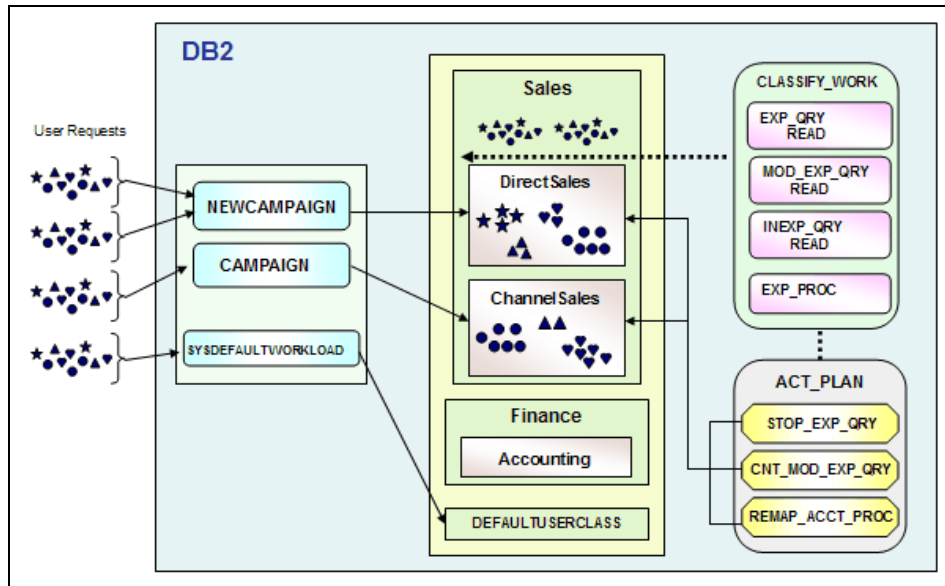 DB2
User Requests
NEWCAMPAIGN
CAMPAIGN
SYSDEFAULTWORKLOAD
Sales
DirectSales
ChannelSales
Finance
Accounting
DEFAULTUSERCLASS
CLASSIFY_WORK
EXP_QRY
READ
MOD_EXP_QRY
READ
INEXP_QRY
READ
EXP_PROC
ACT_PLAN
STOP_EXP_QRY
CNT_MOD_EXP_QRY
REMAP_ACCT_PROC